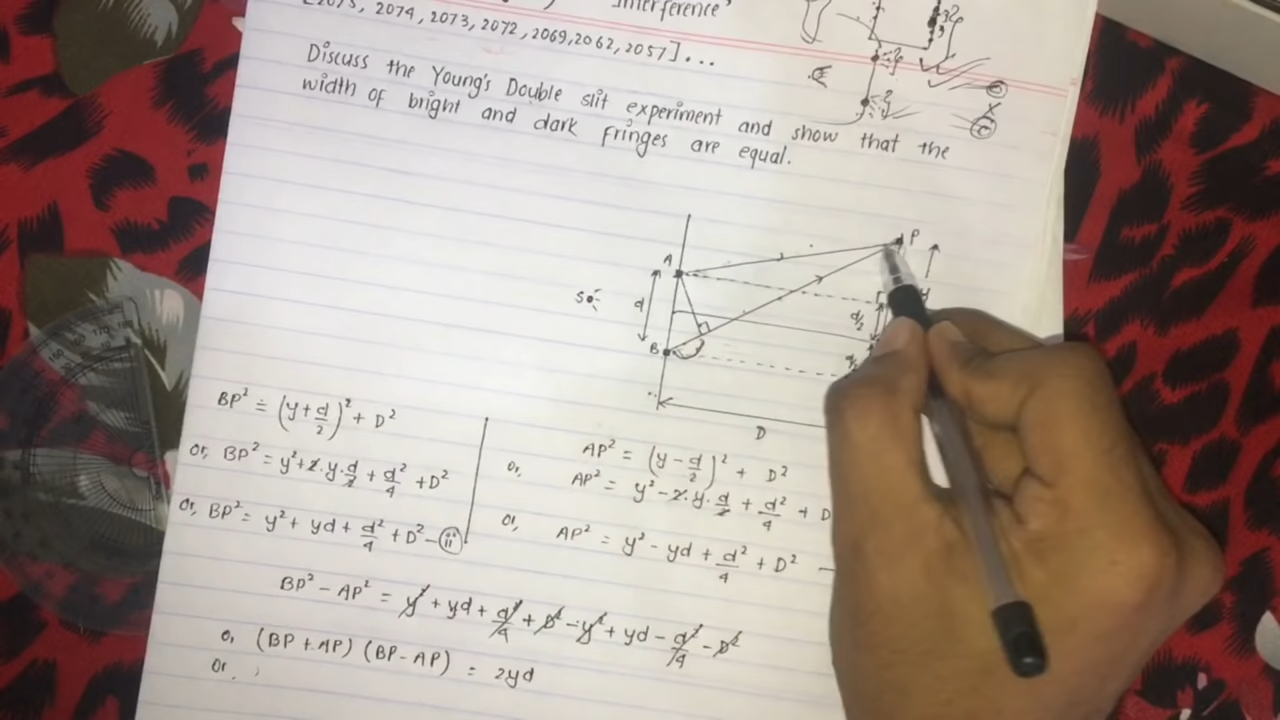 Interference'
2073, 2074, 2073, 2072, 2069, 2062, 2057]...
Discuss the Young's Double slit experiment and show that the
width of bright and dark fringes are equal.
P
A
S
d
d/2
B
D
BP² = (y+d/2)² + D²
or, BP² = y²+2.y.d/2 + d²/4 + D²
or, BP² = y² + yd + d²/4 + D² - (ii)
AP² = (y - d/2)² + D²
or, AP² = y² - 2.y.d/2 + d²/4 + D
or, AP² = y² - yd + d²/4 + D² -
BP² - AP² = y² + yd + d²/4 + D² - y² + yd - d²/4 - D²
o, (BP + AP) (BP - AP) = 2yd
or,